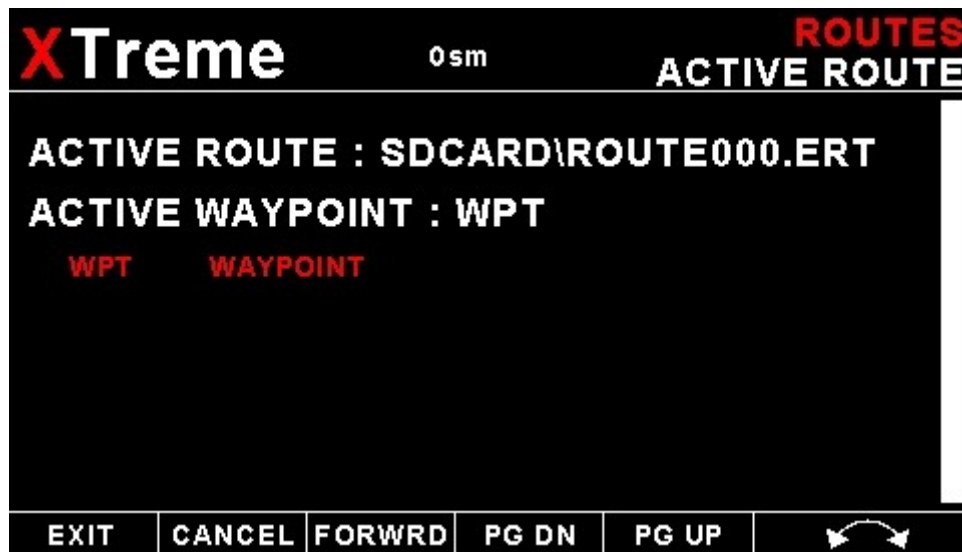 XTreme 0sm ROUTES
ACTIVE ROUTE
ACTIVE ROUTE : SDCARD\ROUTE000.ERT
ACTIVE WAYPOINT : WPT
WPT WAYPOINT
EXIT CANCEL FORWRD PG DN PG UP